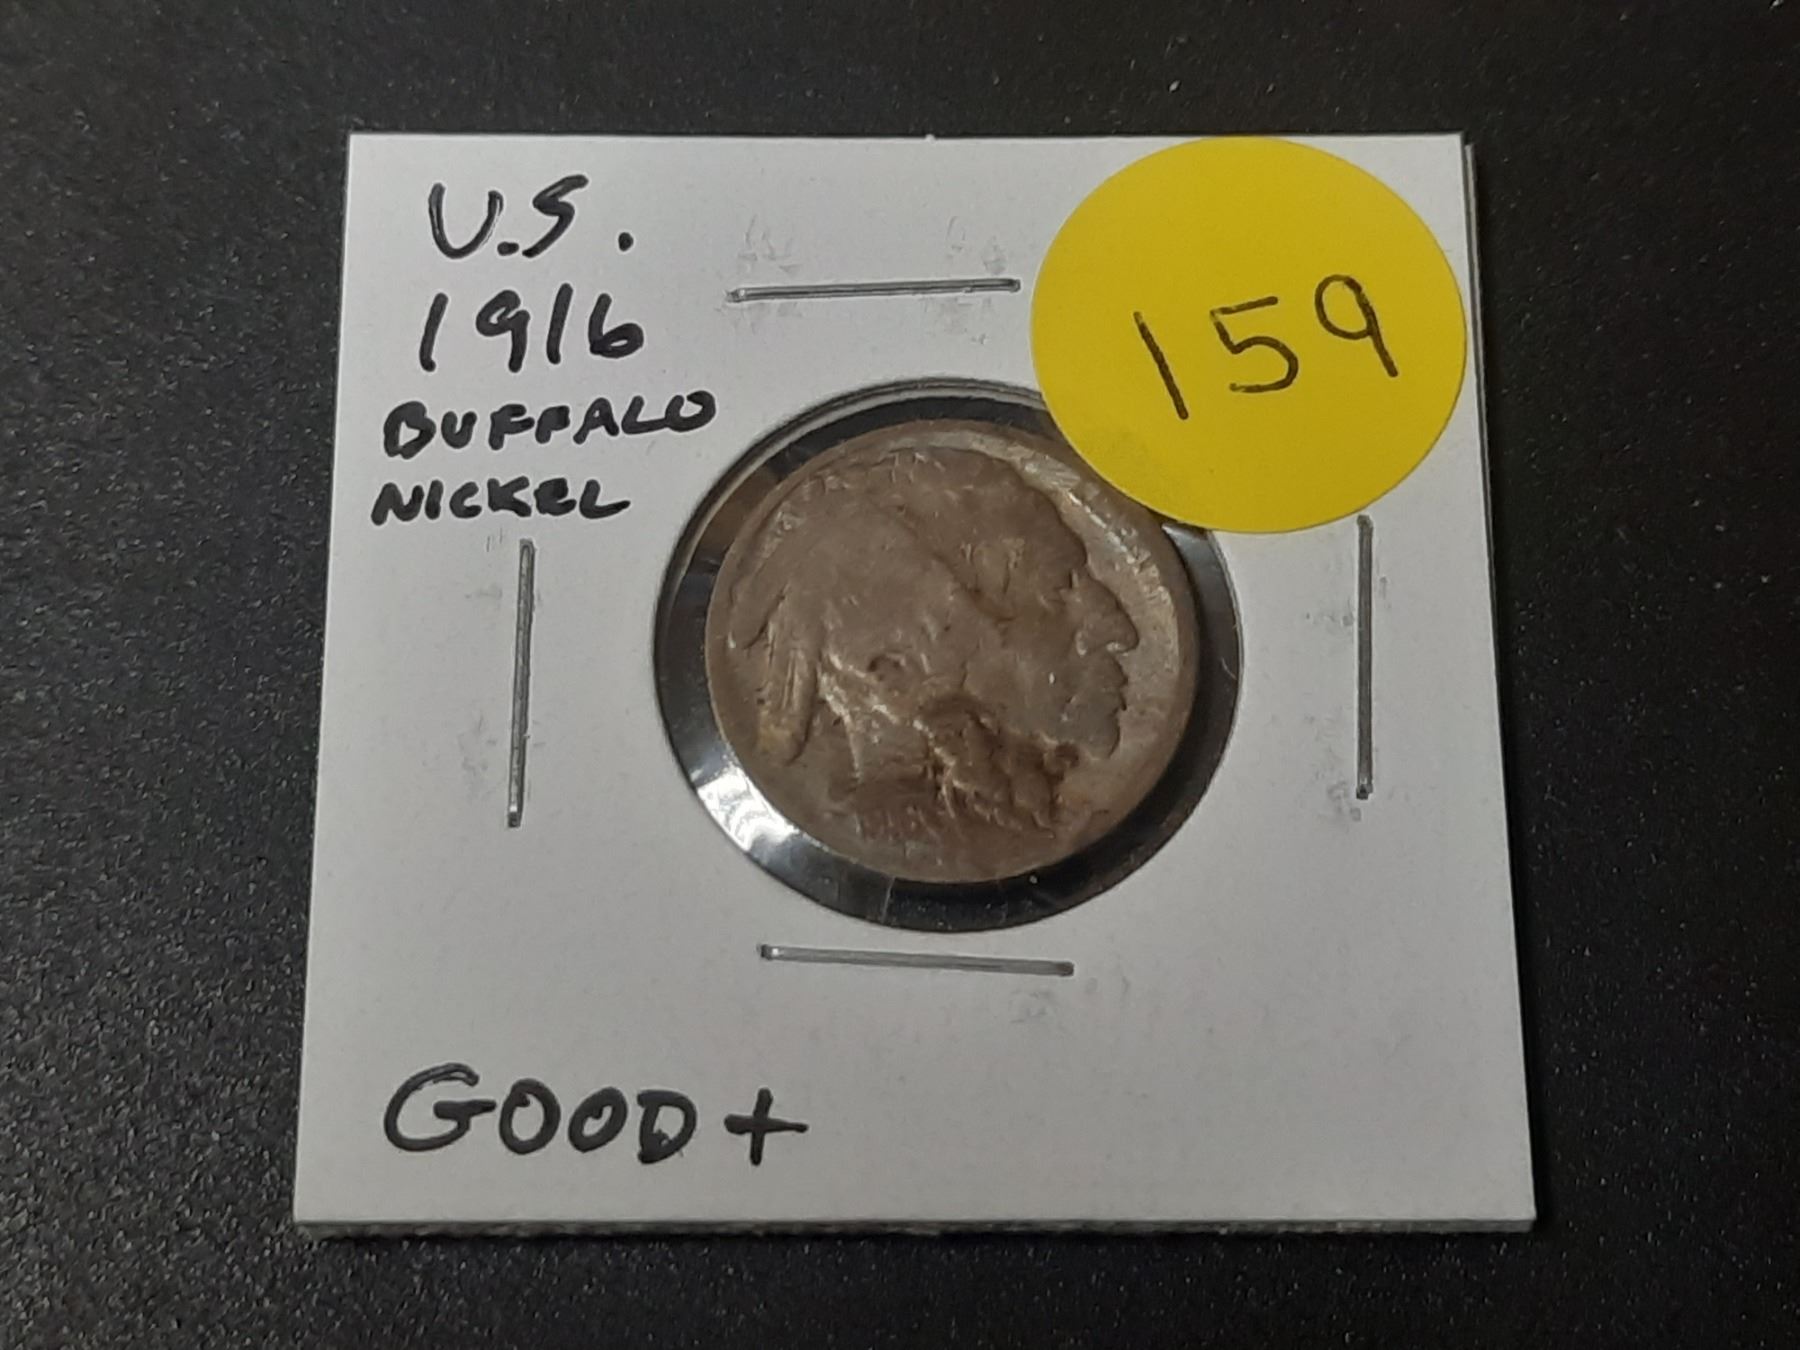 U.S.
1916
BUFFALO
NICKEL
159
GOOD+